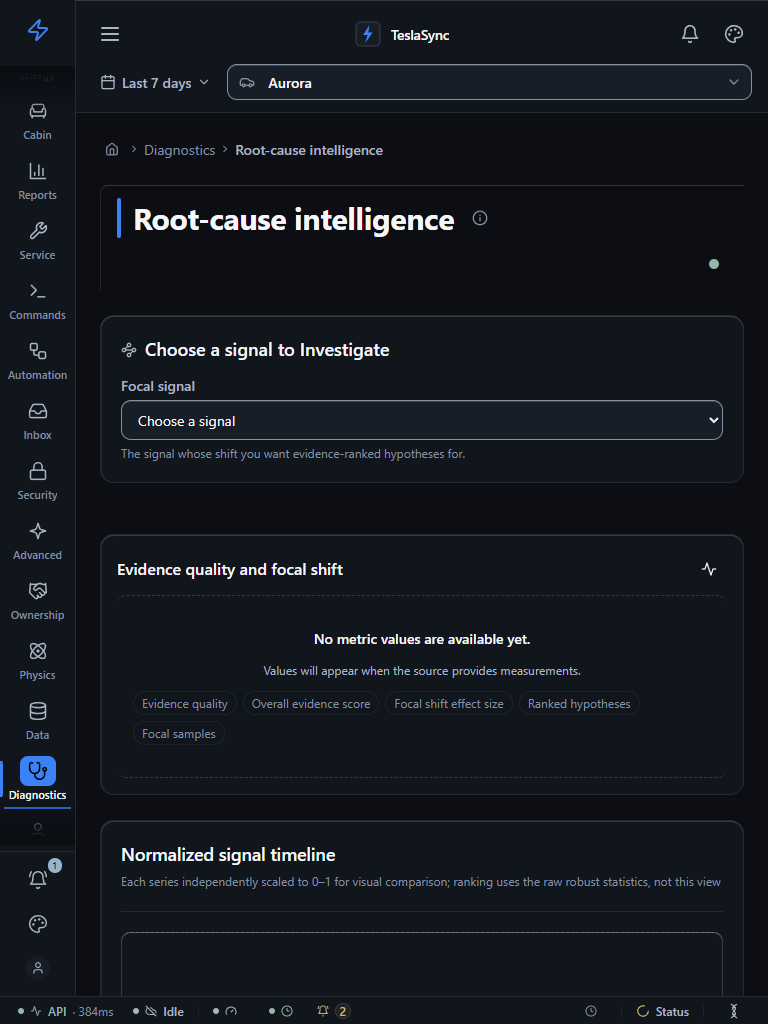 TeslaSync
Last 7 days
Aurora
Energy
Cabin
Reports
Service
Commands
Automation
Inbox
Security
Advanced
Ownership
Physics
Data
Diagnostics
1
Diagnostics
Root-cause intelligence
Root-cause intelligence
Choose a signal to Investigate
Focal signal
Choose a signal
The signal whose shift you want evidence-ranked hypotheses for.
Evidence quality and focal shift
No metric values are available yet.
Values will appear when the source provides measurements.
Evidence quality
Overall evidence score
Focal shift effect size
Ranked hypotheses
Focal samples
Normalized signal timeline
Each series independently scaled to 0–1 for visual comparison; ranking uses the raw robust statistics, not this view
API · 384ms
Idle
2
Status